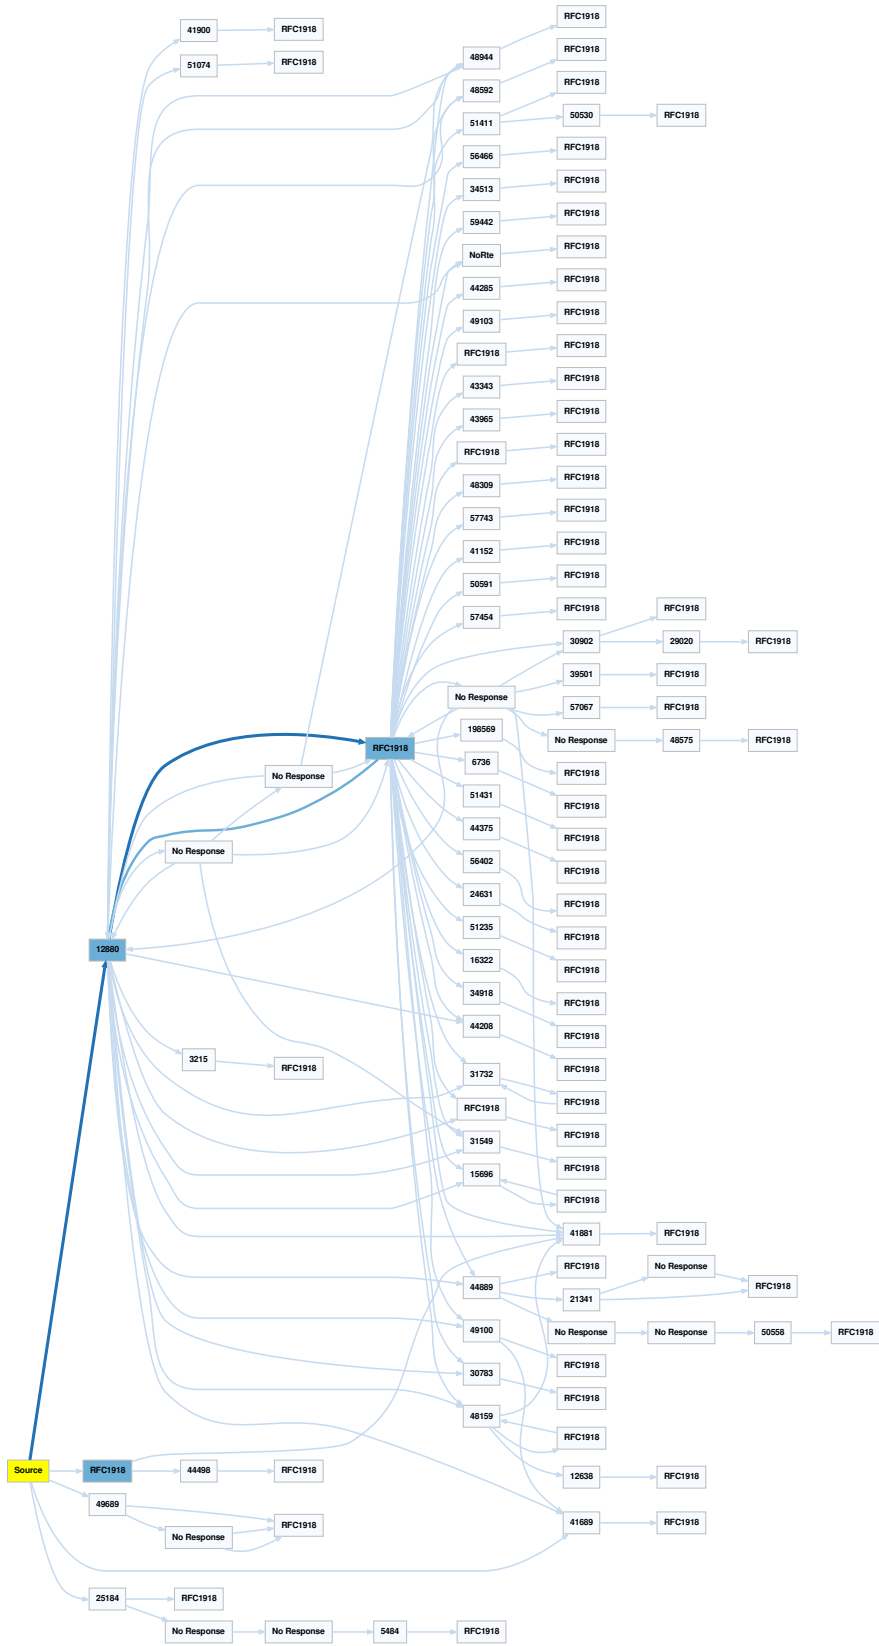 RFC1918
41900 RFC1918
RFC1918
48944
51074 RFC1918
RFC1918
48592
51411
50530 RFC1918
RFC1918
56466
RFC1918
34513
RFC1918
59442
RFC1918
NoRte
RFC1918
44285
RFC1918
49103
RFC1918
RFC1918
RFC1918
43343
RFC1918
43965
RFC1918
RFC1918
RFC1918
48309
RFC1918
57743
RFC1918
41152
RFC1918
50591
RFC1918
57454
RFC1918
30902 29020 RFC1918
39501 RFC1918
No Response
57067 RFC1918
198569
No Response 48575 RFC1918
RFC1918
6736
RFC1918
No Response
51431
RFC1918
44375
RFC1918
No Response
56402
RFC1918
24631
RFC1918
51235
RFC1918
12880
16322
RFC1918
34918
RFC1918
44208
RFC1918
3215 RFC1918
RFC1918
31732
RFC1918
RFC1918
RFC1918
31549
RFC1918
15696
RFC1918
41881 RFC1918
RFC1918
No Response
44889
21341
RFC1918
49100
No Response No Response 50558 RFC1918
RFC1918
30783
RFC1918
48159
RFC1918
Source RFC1918 44498 RFC1918
12638 RFC1918
49689
RFC1918
41689 RFC1918
No Response
25184 RFC1918
No Response No Response 5484 RFC1918